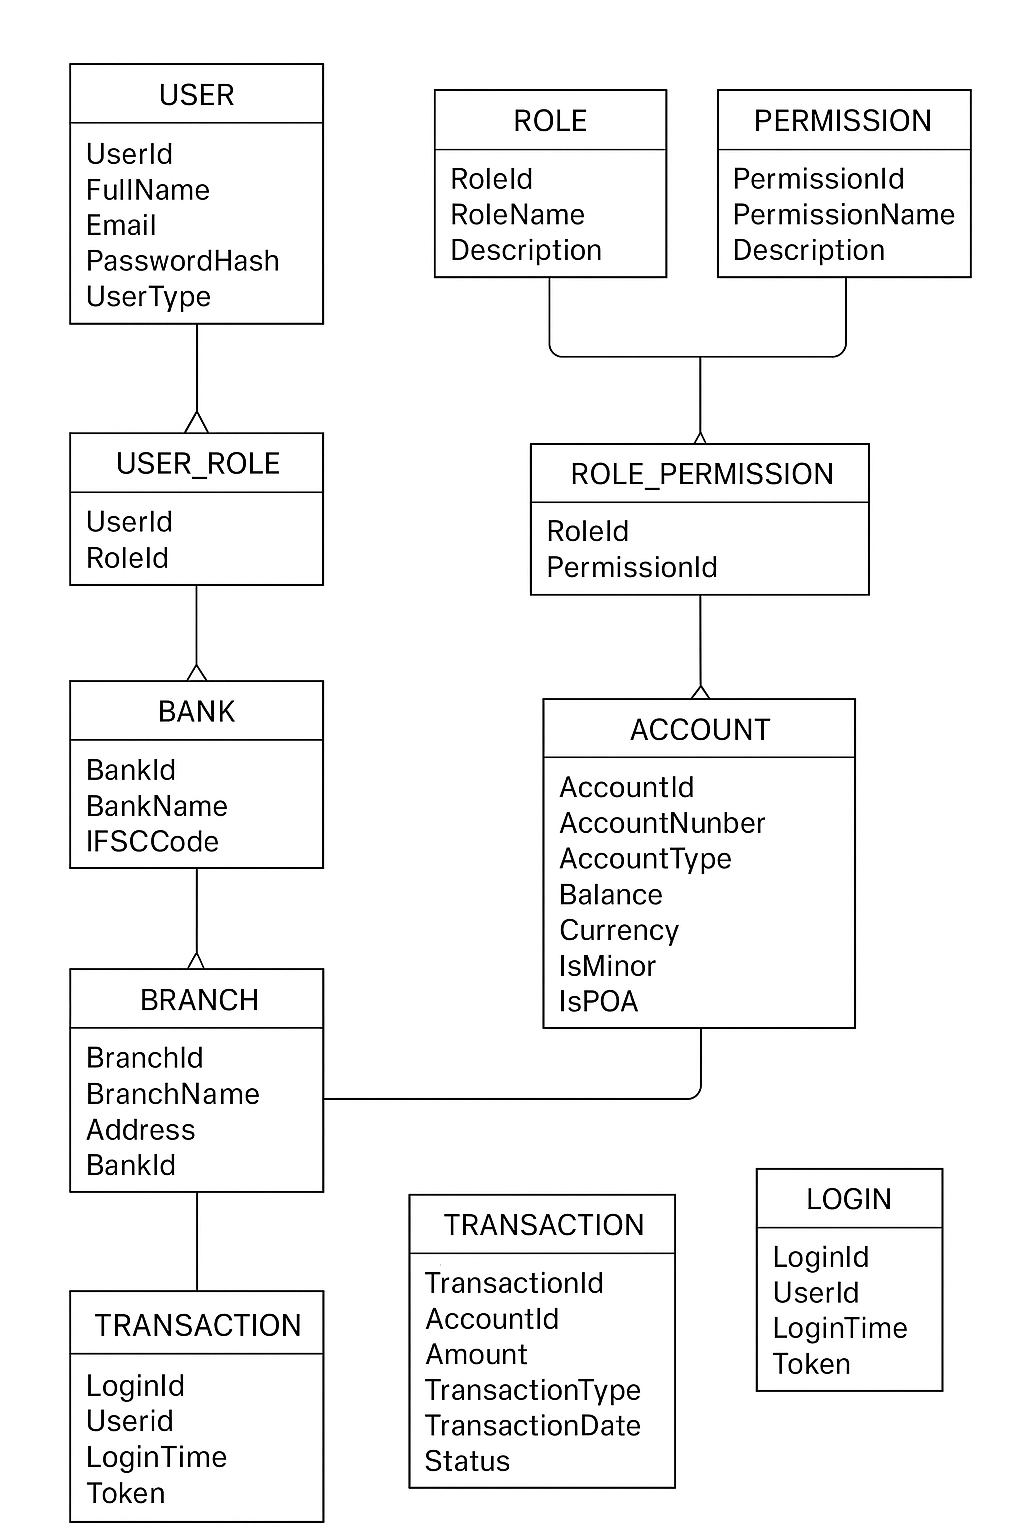 USER
UserId
FullName
Email
PasswordHash
UserType
ROLE
RoleId
RoleName
Description
PERMISSION
PermissionId
PermissionName
Description
USER_ROLE
UserId
RoleId
ROLE_PERMISSION
RoleId
PermissionId
BANK
BankId
BankName
IFSCCode
ACCOUNT
AccountId
AccountNunber
AccountType
Balance
Currency
IsMinor
IsPOA
BRANCH
BranchId
BranchName
Address
BankId
TRANSACTION
LoginId
Userid
LoginTime
Token
TRANSACTION
TransactionId
AccountId
Amount
TransactionType
TransactionDate
Status
LOGIN
LoginId
UserId
LoginTime
Token